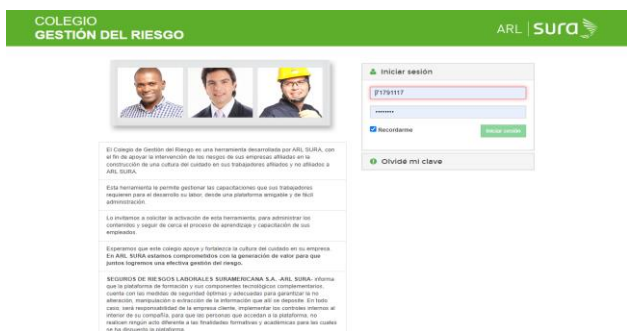 COLEGIO
GESTIÓN DEL RIESGO
ARL sura
Iniciar sesión
71791117
Recordarme
Iniciar sesión
Olvidé mi clave
El Colegio de Gestión del Riesgo es una herramienta desarrollada por ARL SURA, con
el fin de apoyar la intervención de los riesgos de sus empresas afiliadas en la
construcción de una cultura del cuidado en sus trabajadores afiliados y no afiliados a
ARL SURA.
Esta herramienta le permite gestionar las capacitaciones que sus trabajadores
requieren para el desarrollo su labor, desde una plataforma amigable y de fácil
administración.
Lo invitamos a solicitar la activación de esta herramienta, para administrar los
contenidos y seguir de cerca el proceso de aprendizaje y capacitación de sus
empleados.
Esperamos que este colegio apoye y fortalezca la cultura del cuidado en su empresa.
En ARL SURA estamos comprometidos con la generación de valor para que
juntos logremos una efectiva gestión del riesgo.
SEGUROS DE RIESGOS LABORALES SURAMERICANA S.A. -ARL SURA- informa
que la plataforma de formación y sus componentes tecnológicos complementarios,
cuenta con las medidas de seguridad óptimas y adecuadas para garantizar la no
alteración, manipulación o extracción de la información que allí se deposite. En todo
caso, será responsabilidad de la empresa cliente, implementar los controles internos al
interior de su compañía, para que las personas que accedan a la plataforma, no
realicen ningún acto diferente a las finalidades formativas y académicas para las cuales
se ha dispuesto la plataforma.